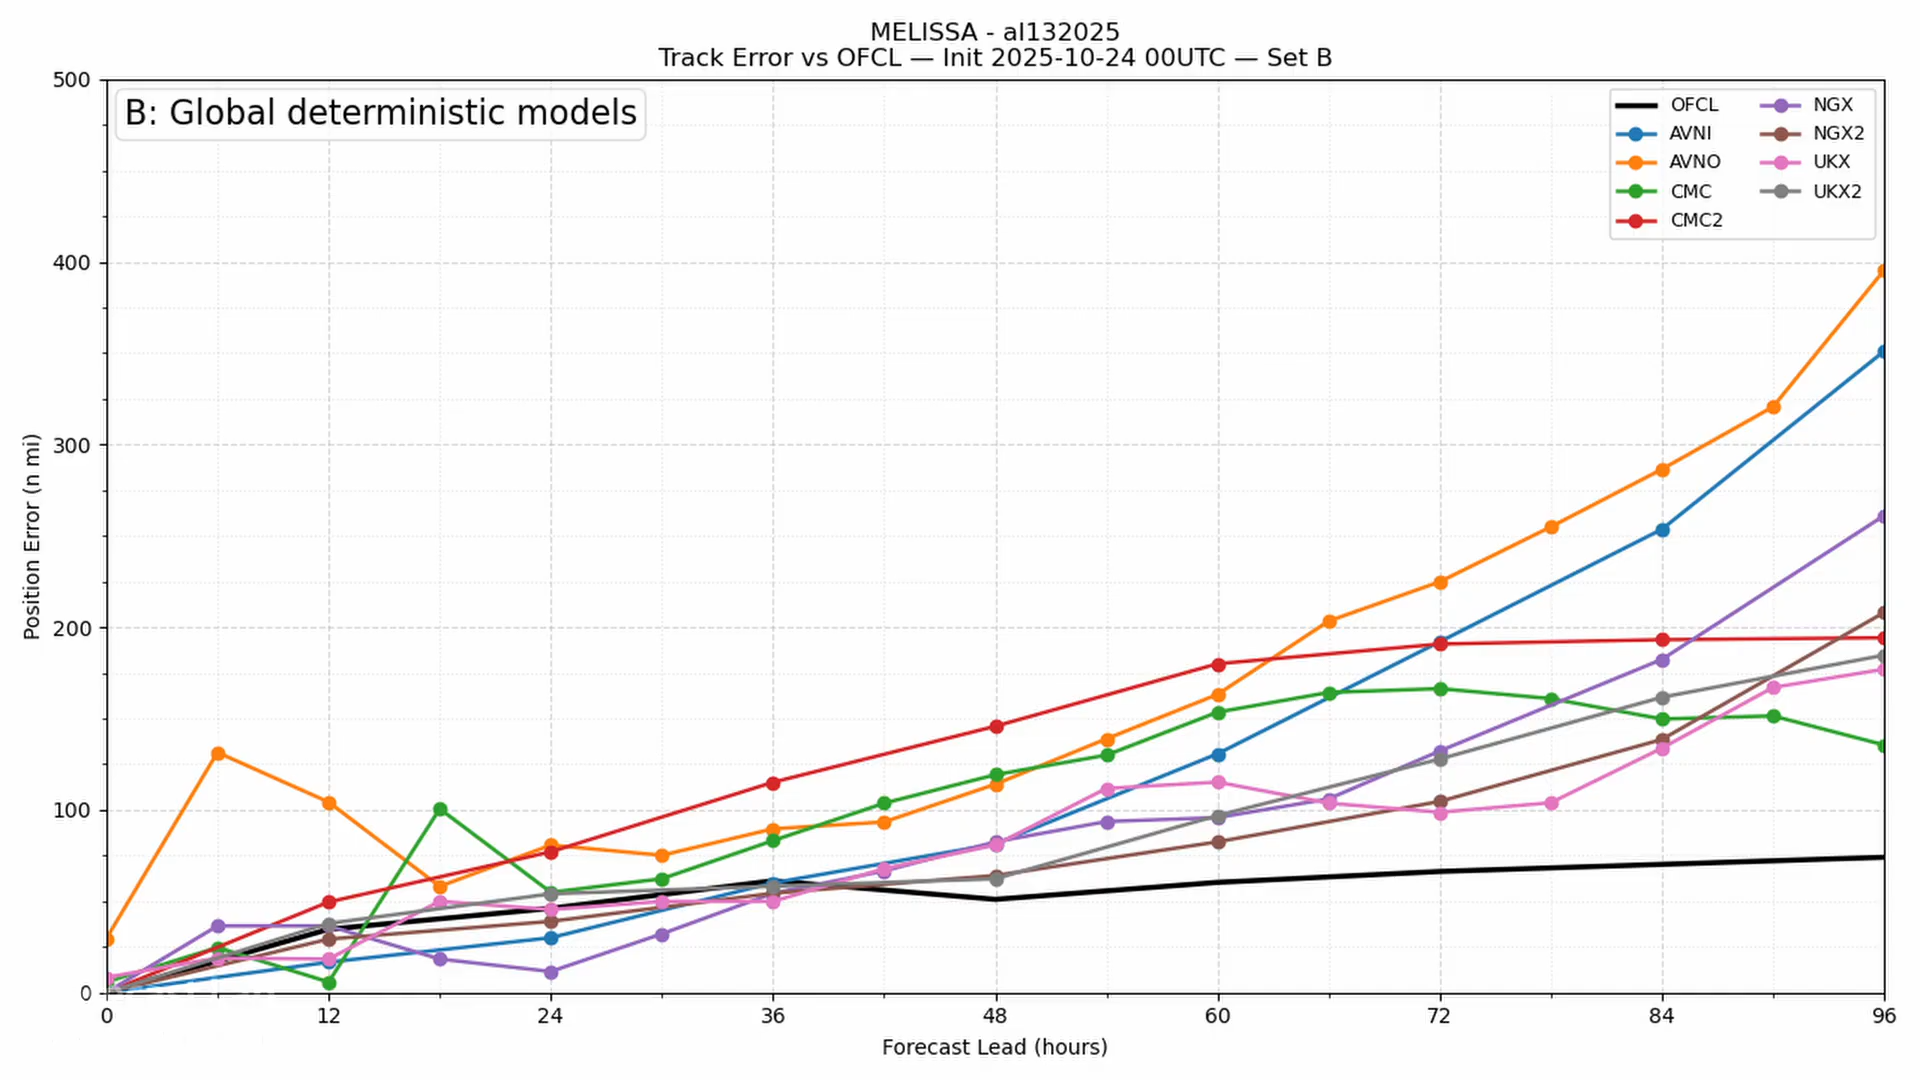 MELISSA - al132025
Track Error vs OFCL — Init 2025-10-24 00UTC — Set B
B: Global deterministic models
OFCL
AVNI
AVNO
CMC
CMC2
NGX
NGX2
UKX
UKX2
Position Error (n mi)
500
400
300
200
100
0
0 12 24 36 48 60 72 84 96
Forecast Lead (hours)